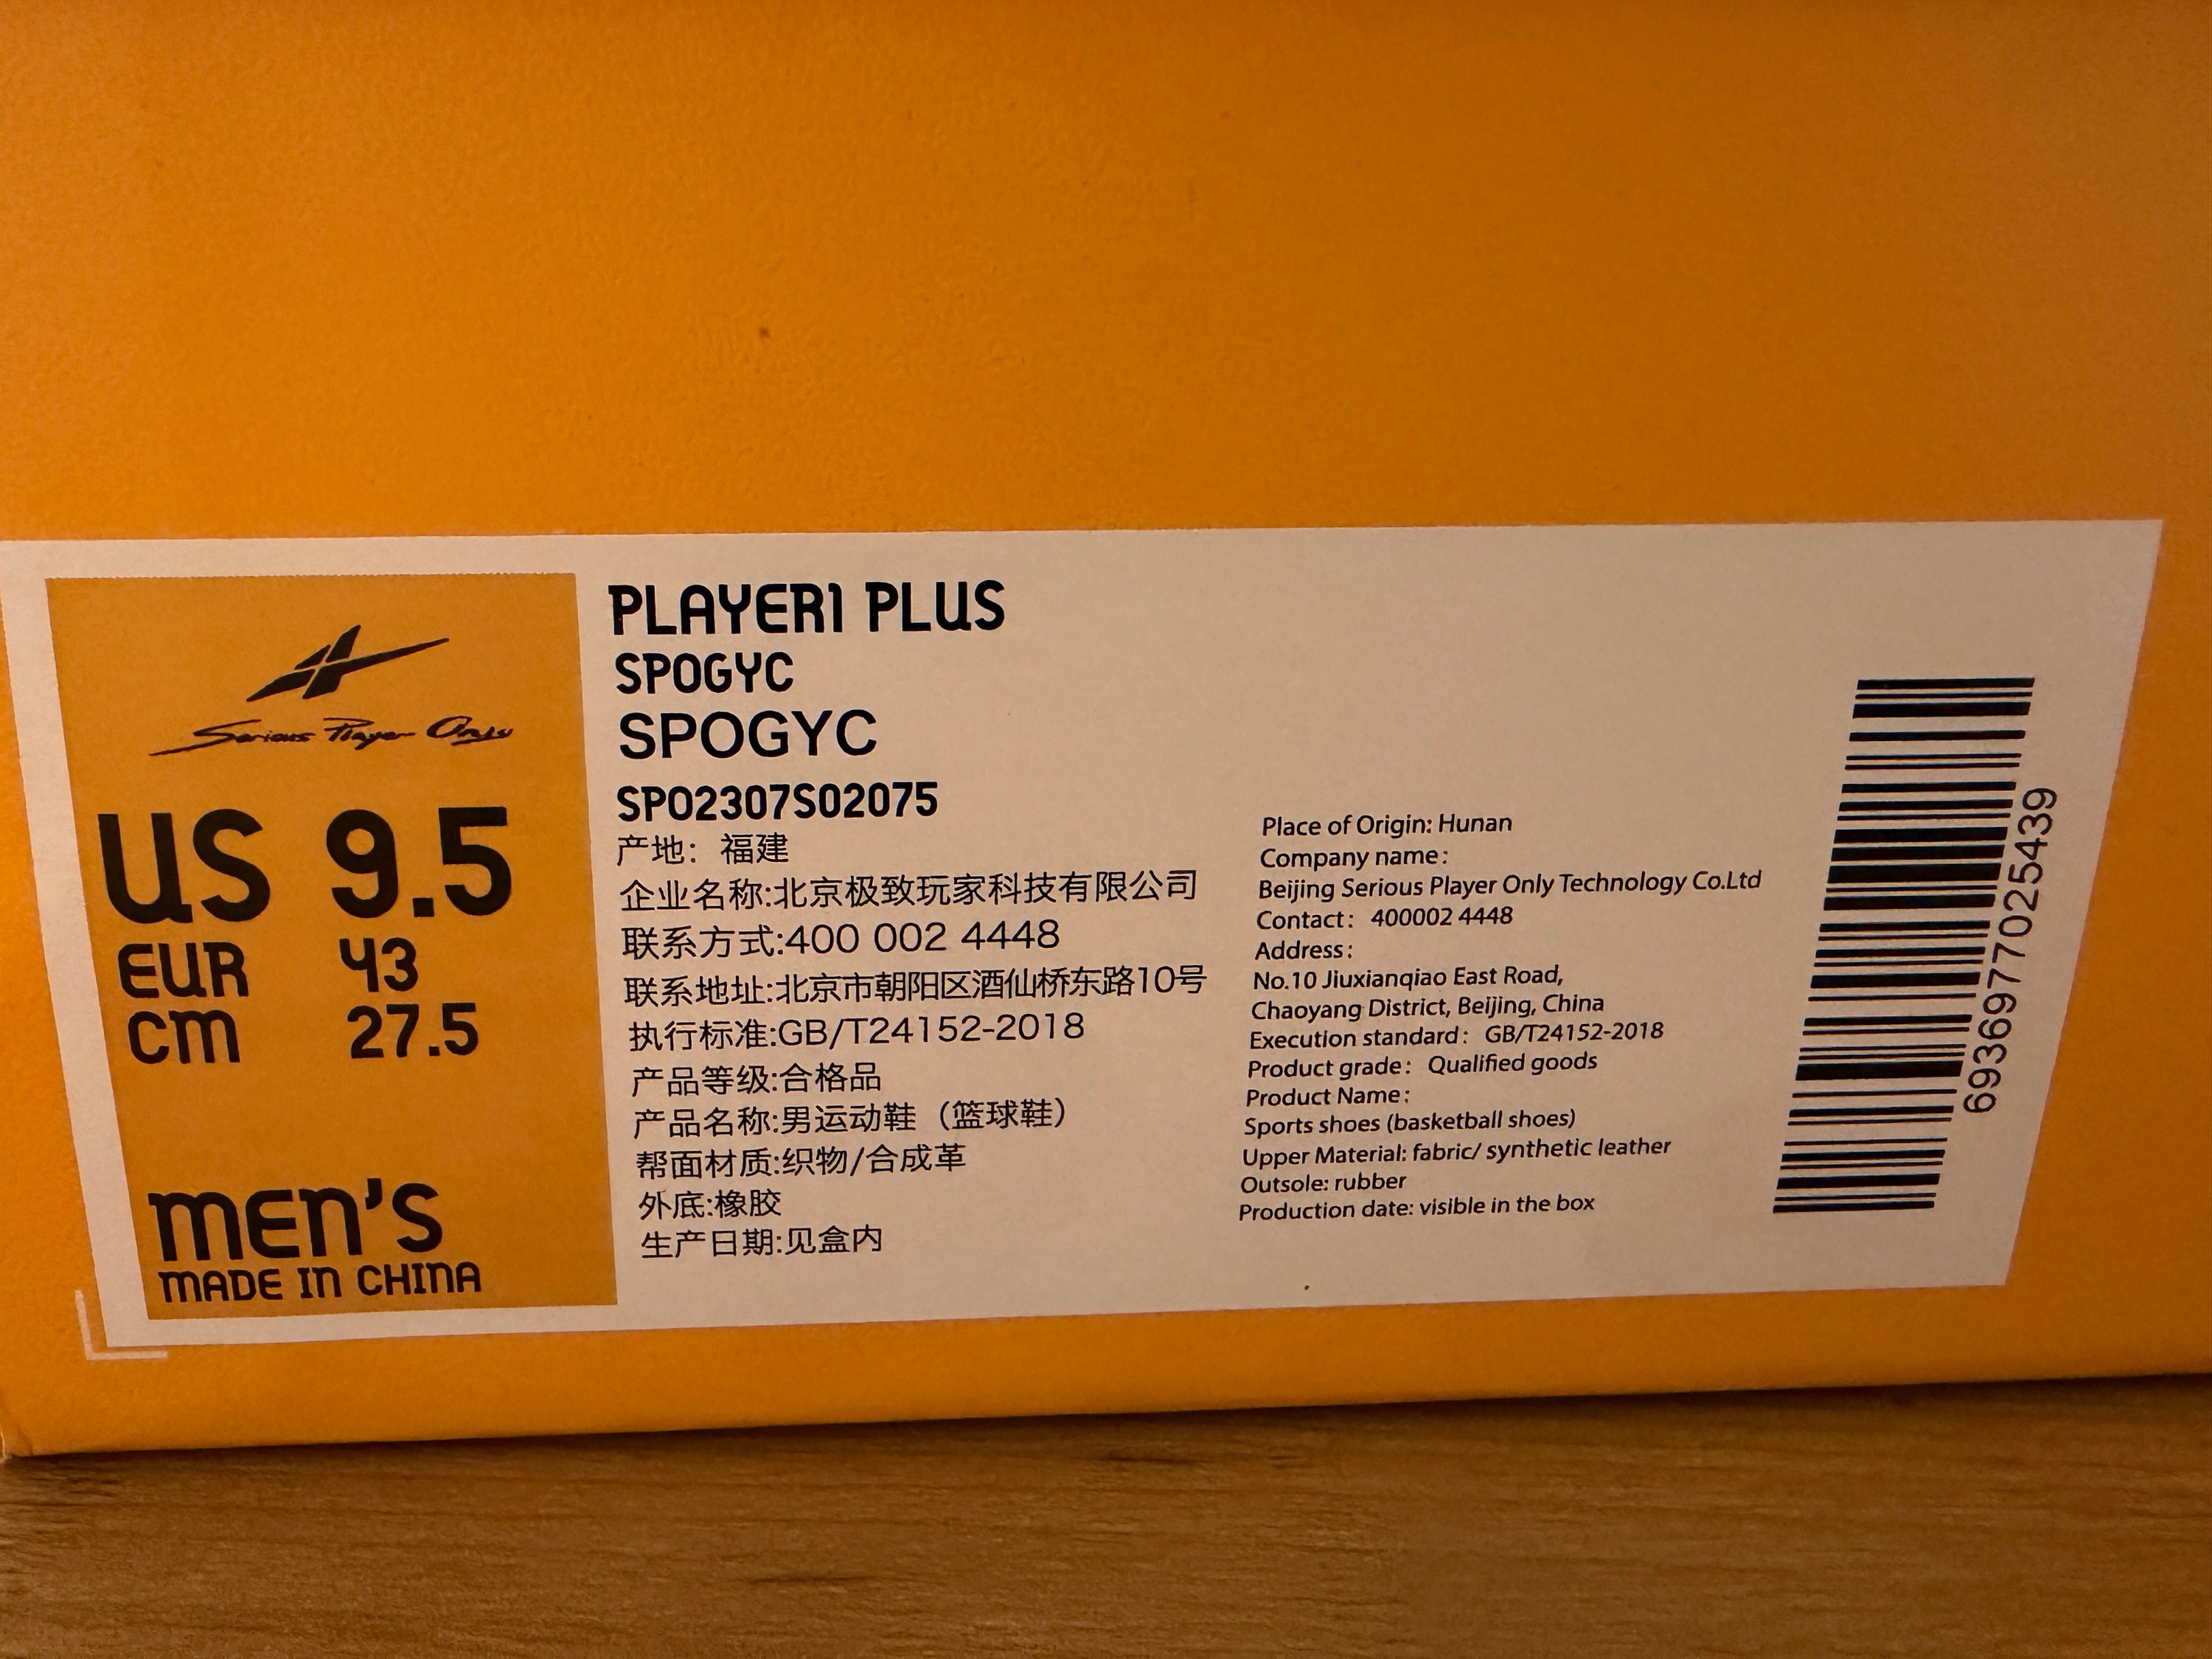 Serious Player Only
US 9.5
EUR 43
CM 27.5
MEN'S
MADE IN CHINA
PLAYER1 PLUS
SPOGYC
SPOGYC
SPO2307S02075
产地：福建
企业名称:北京极致玩家科技有限公司
联系方式:400 002 4448
联系地址:北京市朝阳区酒仙桥东路10号
执行标准:GB/T24152-2018
产品等级:合格品
产品名称:男运动鞋（篮球鞋）
帮面材质:织物/合成革
外底:橡胶
生产日期:见盒内
Place of Origin: Hunan
Company name:
Beijing Serious Player Only Technology Co.Ltd
Contact: 400002 4448
Address:
No.10 Jiuxianqiao East Road,
Chaoyang District, Beijing, China
Execution standard: GB/T24152-2018
Product grade: Qualified goods
Product Name:
Sports shoes (basketball shoes)
Upper Material: fabric/ synthetic leather
Outsole: rubber
Production date: visible in the box
6936977025439